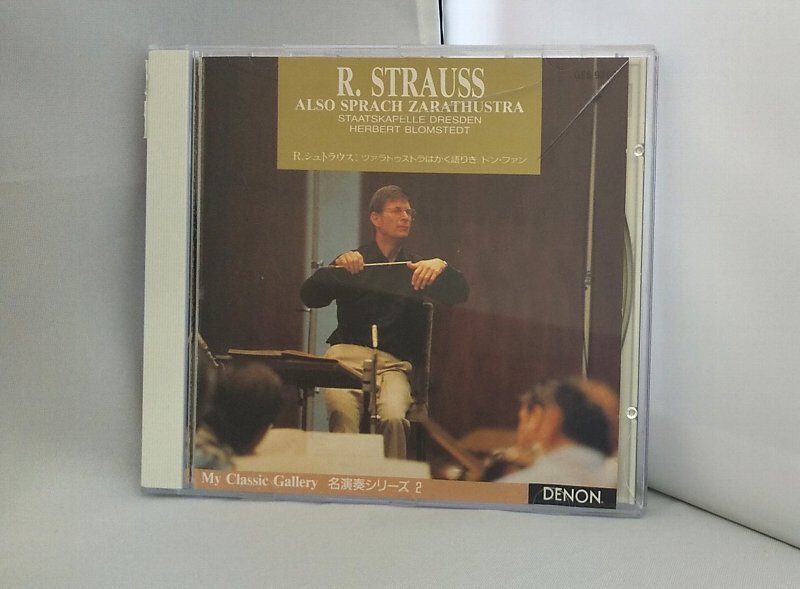 R. STRAUSS
ALSO SPRACH ZARATHUSTRA
STAATSKAPELLE DRESDEN
HERBERT BLOMSTEDT
R.シュトラウス：ツァラトゥストラはかく語りき ドン・ファン
My Classic Gallery 名演奏シリーズ 2
DENON